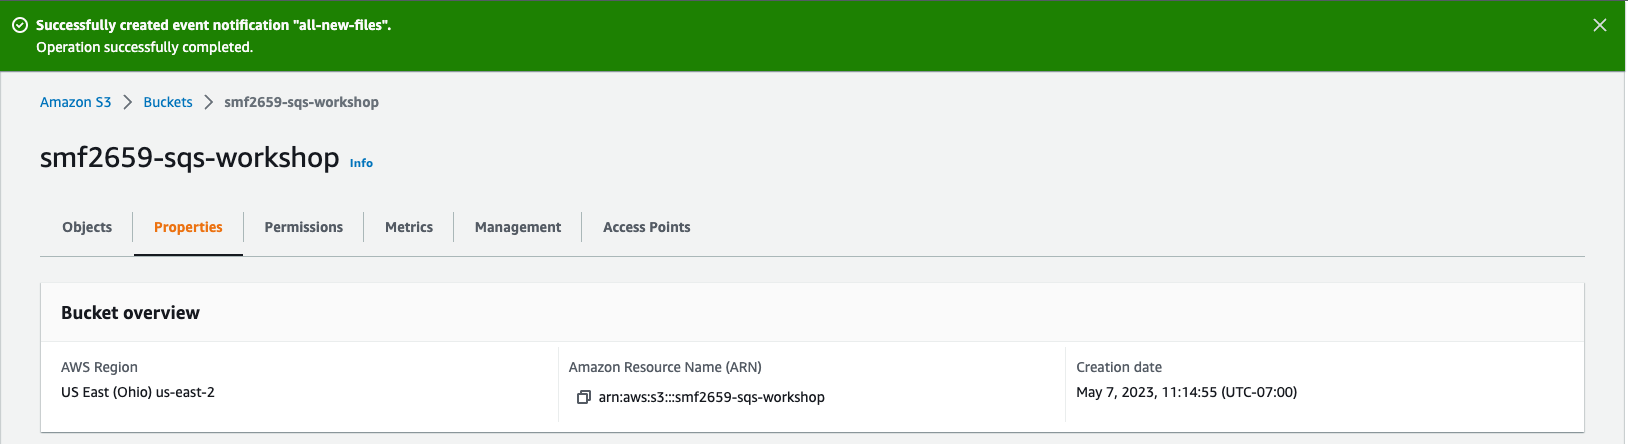 Successfully created event notification "all-new-files".
Operation successfully completed.
Amazon S3 > Buckets > smf2659-sqs-workshop
smf2659-sqs-workshop Info
Objects Properties Permissions Metrics Management Access Points
Bucket overview
AWS Region
US East (Ohio) us-east-2
Amazon Resource Name (ARN)
arn:aws:s3:::smf2659-sqs-workshop
Creation date
May 7, 2023, 11:14:55 (UTC-07:00)